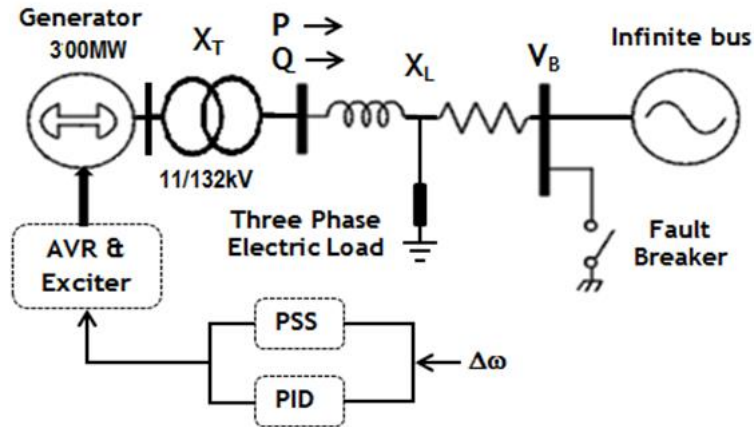 Generator
300MW
X_T
P →
Q →
X_L
V_B
Infinite bus
11/132kV
Three Phase
Electric Load
Fault
Breaker
AVR &
Exciter
PSS
PID
Δω